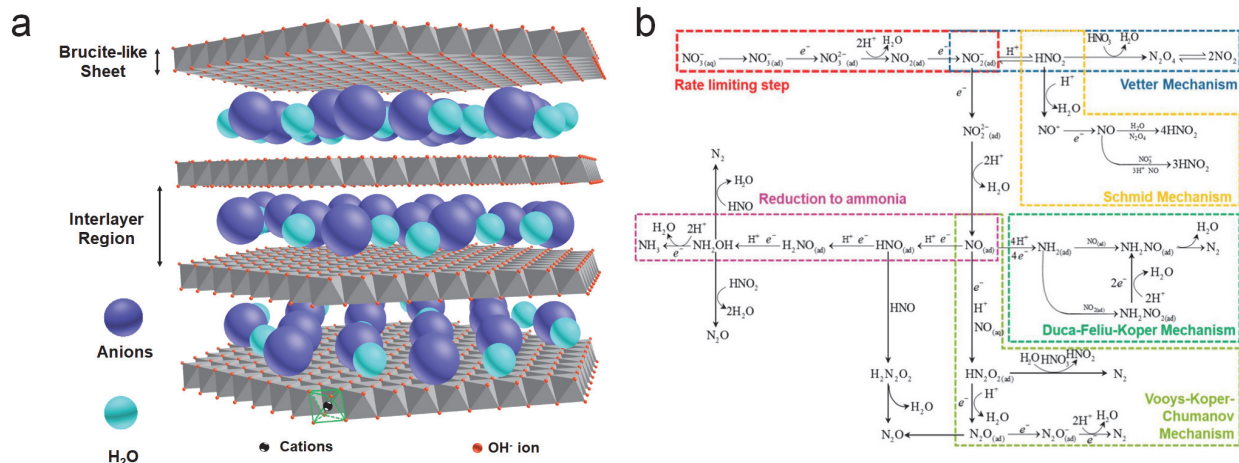 a
Brucite-like
Sheet
Interlayer
Region
Anions
H₂O
Cations
OH⁻ ion
b
NO₃⁻(aq) → NO₃⁻(ad) e⁻ → NO₃²⁻(ad) 2H⁺ H₂O → NO₂(ad) e⁻ → NO₂⁻(ad) H⁺ ⇌ HNO₂ HNO₃ H₂O → N₂O₄ ⇌ 2NO₂
Rate limiting step
Vetter Mechanism
e⁻
H⁺
H₂O
NO₂²⁻(ad)
NO⁺ → e⁻ NO H₂O N₂O₄ → 4HNO₂
2H⁺
H₂O
NO₃⁻ 3H⁺ NO → 3HNO₂
Schmid Mechanism
N₂
H₂O
HNO
Reduction to ammonia
H₂O 2H⁺
NH₃ ← e⁻ NH₂OH ← H⁺ e⁻ H₂NO(ad) ← H⁺ e⁻ HNO(ad) ← H⁺ e⁻ NO(ad) 4H⁺ 4e⁻ → NH₂(ad) NO(ad) → NH₂NO(ad) → N₂
H₂O
HNO₂
2H₂O
N₂O
HNO
e⁻
H⁺
NO(aq)
2e⁻
H₂O
2H⁺
NO₂(ad) → NH₂NO₂(ad)
Duca-Feliu-Koper Mechanism
H₂N₂O₂
H₂O
HN₂O₂(ad) H₂O HNO₃ HNO₂ → N₂
e⁻
H⁺
H₂O
Vooys-Koper-
Chumanov
Mechanism
N₂O ← N₂O(ad) e⁻ → N₂O⁻(ad) 2H⁺ H₂O e⁻ → N₂